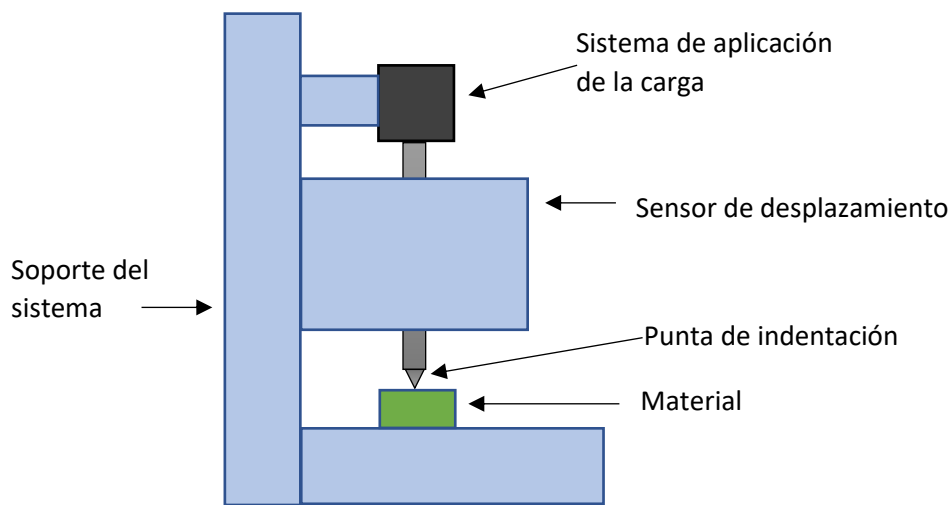 Sistema de aplicación
de la carga
Sensor de desplazamiento
Soporte del
sistema
Punta de indentación
Material